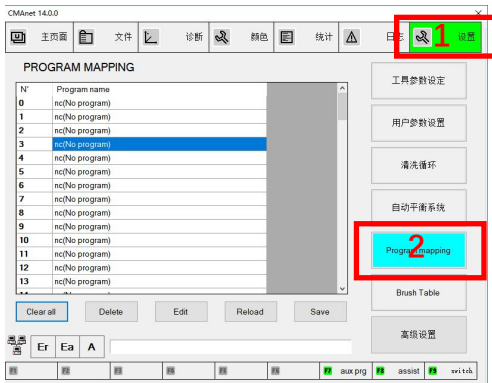 CMAnet 14.0.0
主页面 文件 诊断 颜色 统计 日志 设置
1
PROGRAM MAPPING
N° Program name
0 nc(No program)
1 nc(No program)
2 nc(No program)
3 nc(No program)
4 nc(No program)
5 nc(No program)
6 nc(No program)
7 nc(No program)
8 nc(No program)
9 nc(No program)
10 nc(No program)
11 nc(No program)
12 nc(No program)
13 nc(No program)
工具参数设定
用户参数设置
清洗循环
自动平衡系统
Program mapping
2
Brush Table
高级设置
Clear all Delete Edit Reload Save
Er Ea A
F1 F2 F3 F4 F5 F6 F7 aux prg F8 assist F9 switch